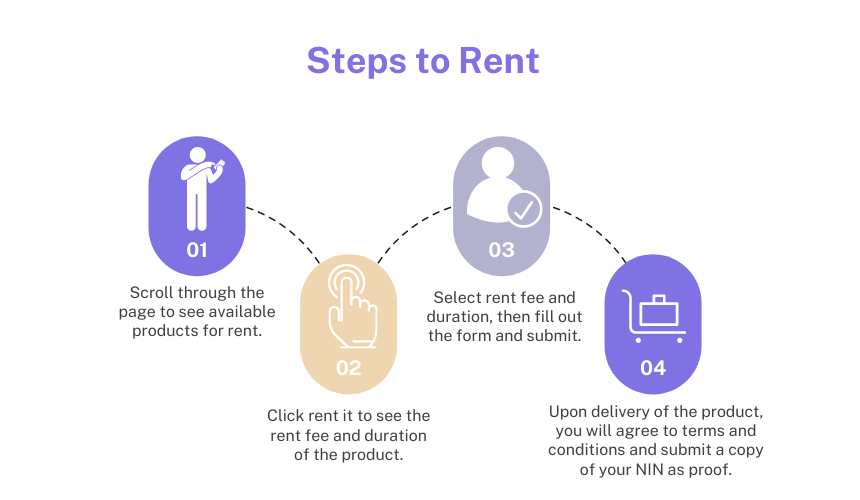 Steps to Rent
01
Scroll through the
page to see available
products for rent.
02
Click rent it to see the
rent fee and duration
of the product.
03
Select rent fee and
duration, then fill out
the form and submit.
04
Upon delivery of the product,
you will agree to terms and
conditions and submit a copy
of your NIN as proof.